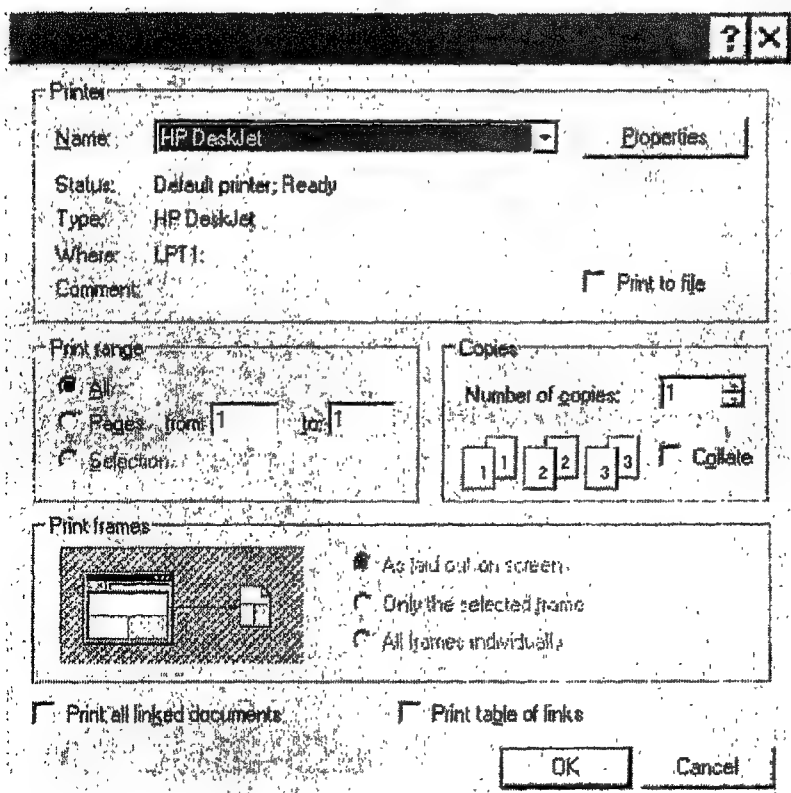 ? X
Printer
Name: HP DeskJet Properties
Status: Default printer; Ready
Type: HP DeskJet
Where: LPT1:
Comment: Print to file
Print range
All
Pages from: 1 to: 1
Selection
Copies
Number of copies: 1
1 1 2 2 3 3 Collate
Print frames
As laid out on screen
Only the selected frame
All frames individually
Print all linked documents Print table of links
OK Cancel